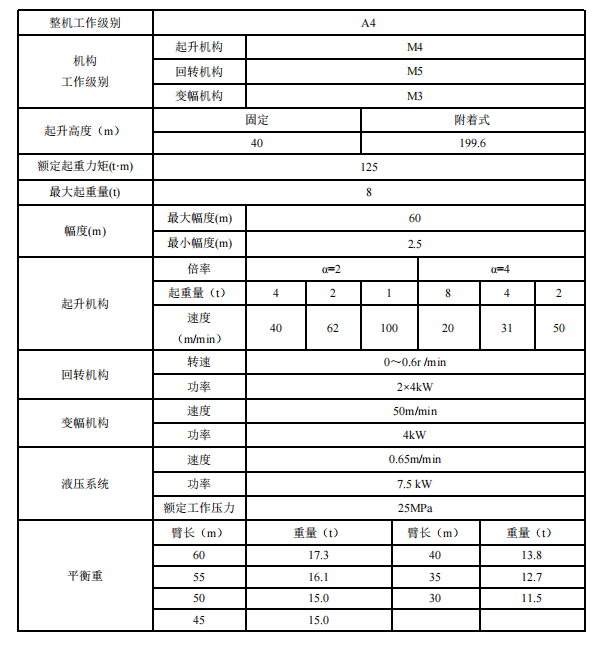 整机工作级别 A4
机构
工作级别
起升机构 M4
回转机构 M5
变幅机构 M3
起升高度（m） 固定 附着式
40 199.6
额定起重力矩(t·m) 125
最大起重量(t) 8
幅度(m) 最大幅度(m) 60
最小幅度(m) 2.5
起升机构 倍率 α=2 α=4
起重量（t） 4 2 1 8 4 2
速度
（m/min） 40 62 100 20 31 50
回转机构 转速 0～0.6r /min
功率 2×4kW
变幅机构 速度 50m/min
功率 4kW
液压系统 速度 0.65m/min
功率 7.5 kW
额定工作压力 25MPa
平衡重 臂长（m） 重量（t） 臂长（m） 重量（t）
60 17.3 40 13.8
55 16.1 35 12.7
50 15.0 30 11.5
45 15.0